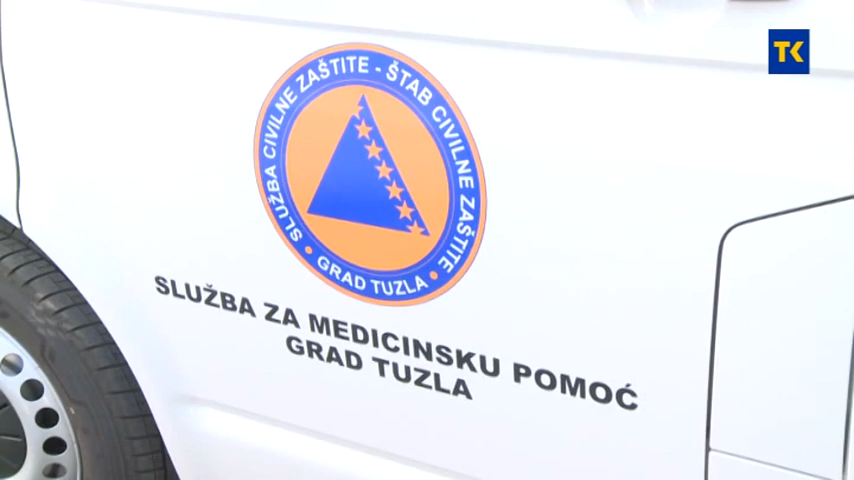 TK
SLUŽBA CIVILNE ZAŠTITE - ŠTAB CIVILNE ZAŠTITE
• GRAD TUZLA •
SLUŽBA ZA MEDICINSKU POMOĆ
GRAD TUZLA